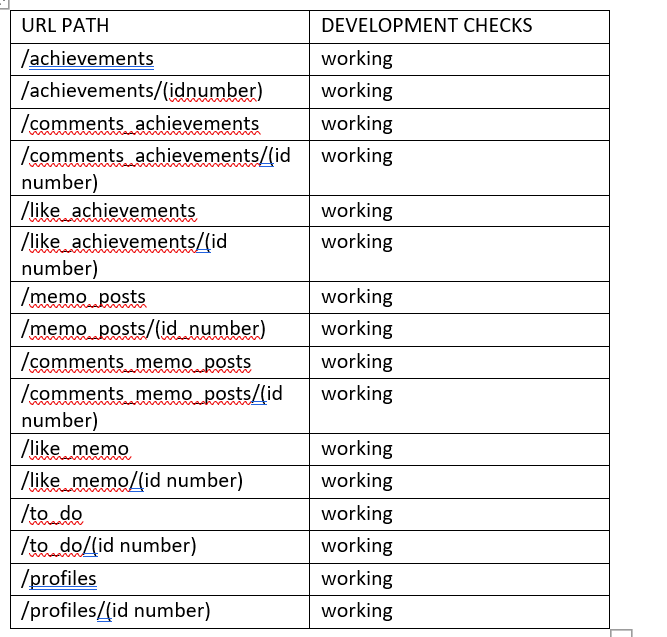 URL PATH DEVELOPMENT CHECKS
/achievements working
/achievements/(idnumber) working
/comments_achievements working
/comments_achievements/(id working
number)
/like_achievements working
/like_achievements/(id working
number)
/memo_posts working
/memo_posts/(id_number) working
/comments_memo_posts working
/comments_memo_posts/(id working
number)
/like_memo working
/like_memo/(id number) working
/to_do working
/to_do/(id number) working
/profiles working
/profiles/(id number) working